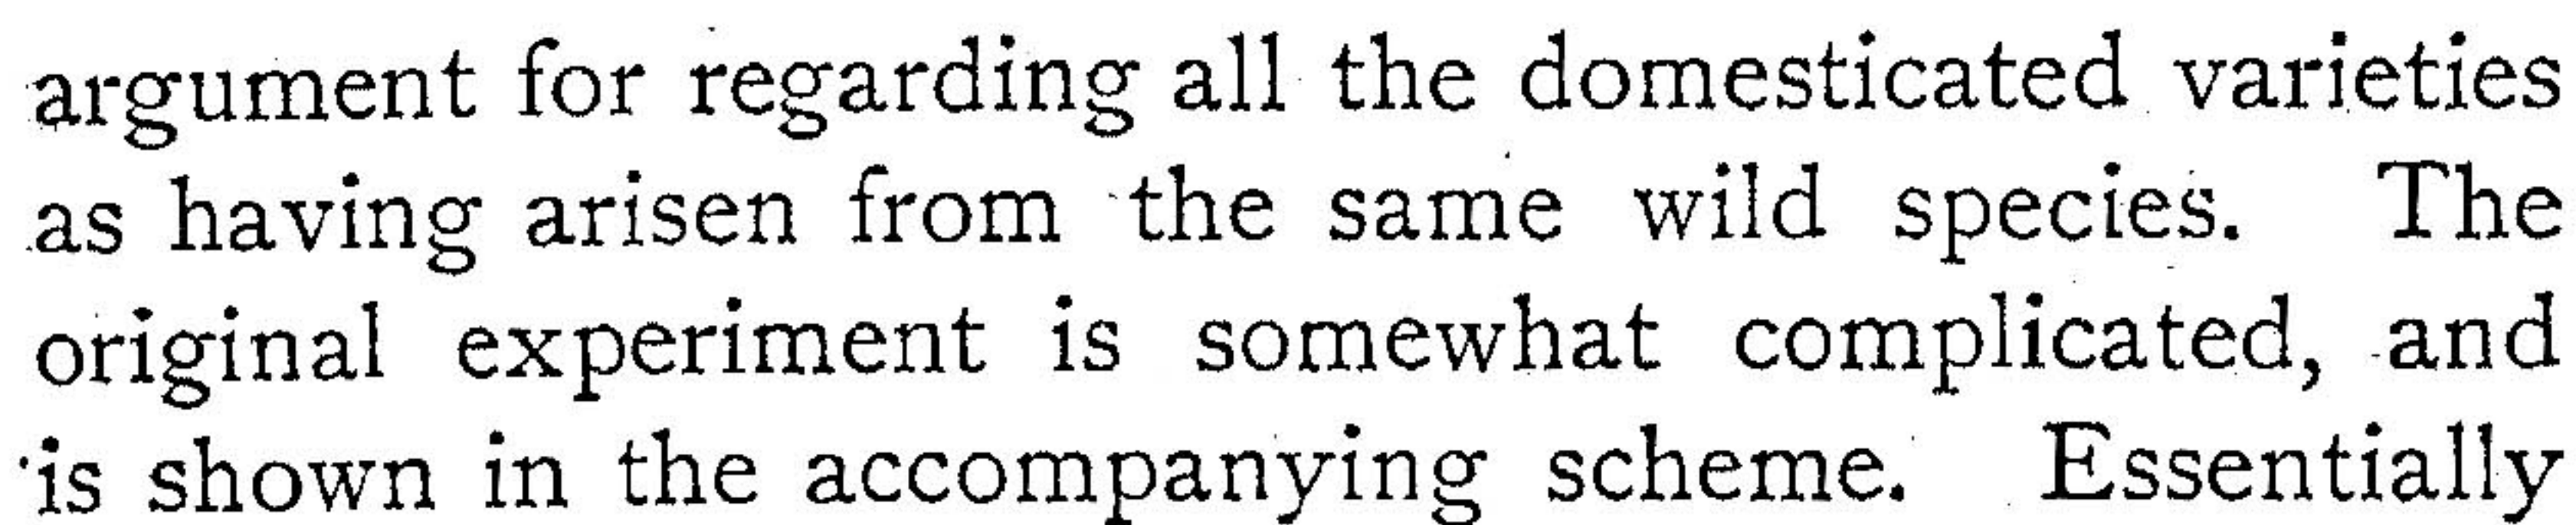 argument for regarding all the domesticated varieties
as having arisen from the same wild species. The
original experiment is somewhat complicated, and
is shown in the accompanying scheme. Essentially